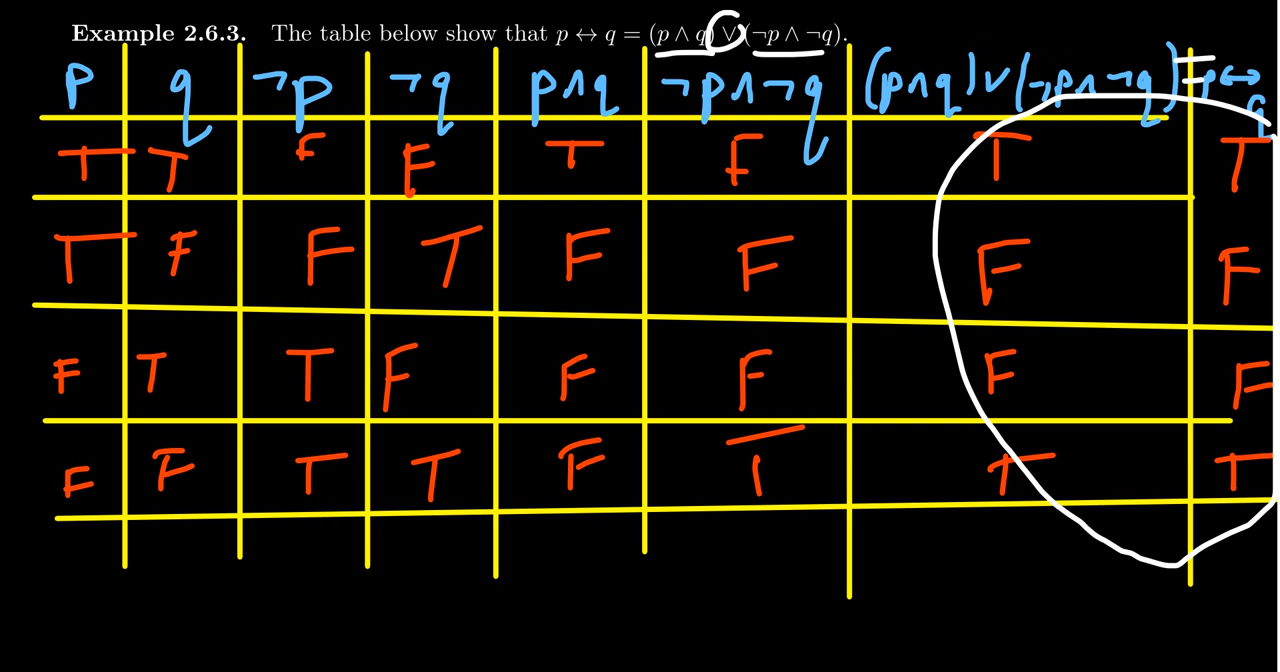 Example 2.6.3. The table below show that p ↔ q = (p ∧ q) ∨ (¬p ∧ ¬q).
p q ¬p ¬q p∧q ¬p∧¬q (p∧q)∨(¬p∧¬q) = p↔q
T T F F T F T T
T F F T F F F F
F T T F F F F F
F F T T F T T T